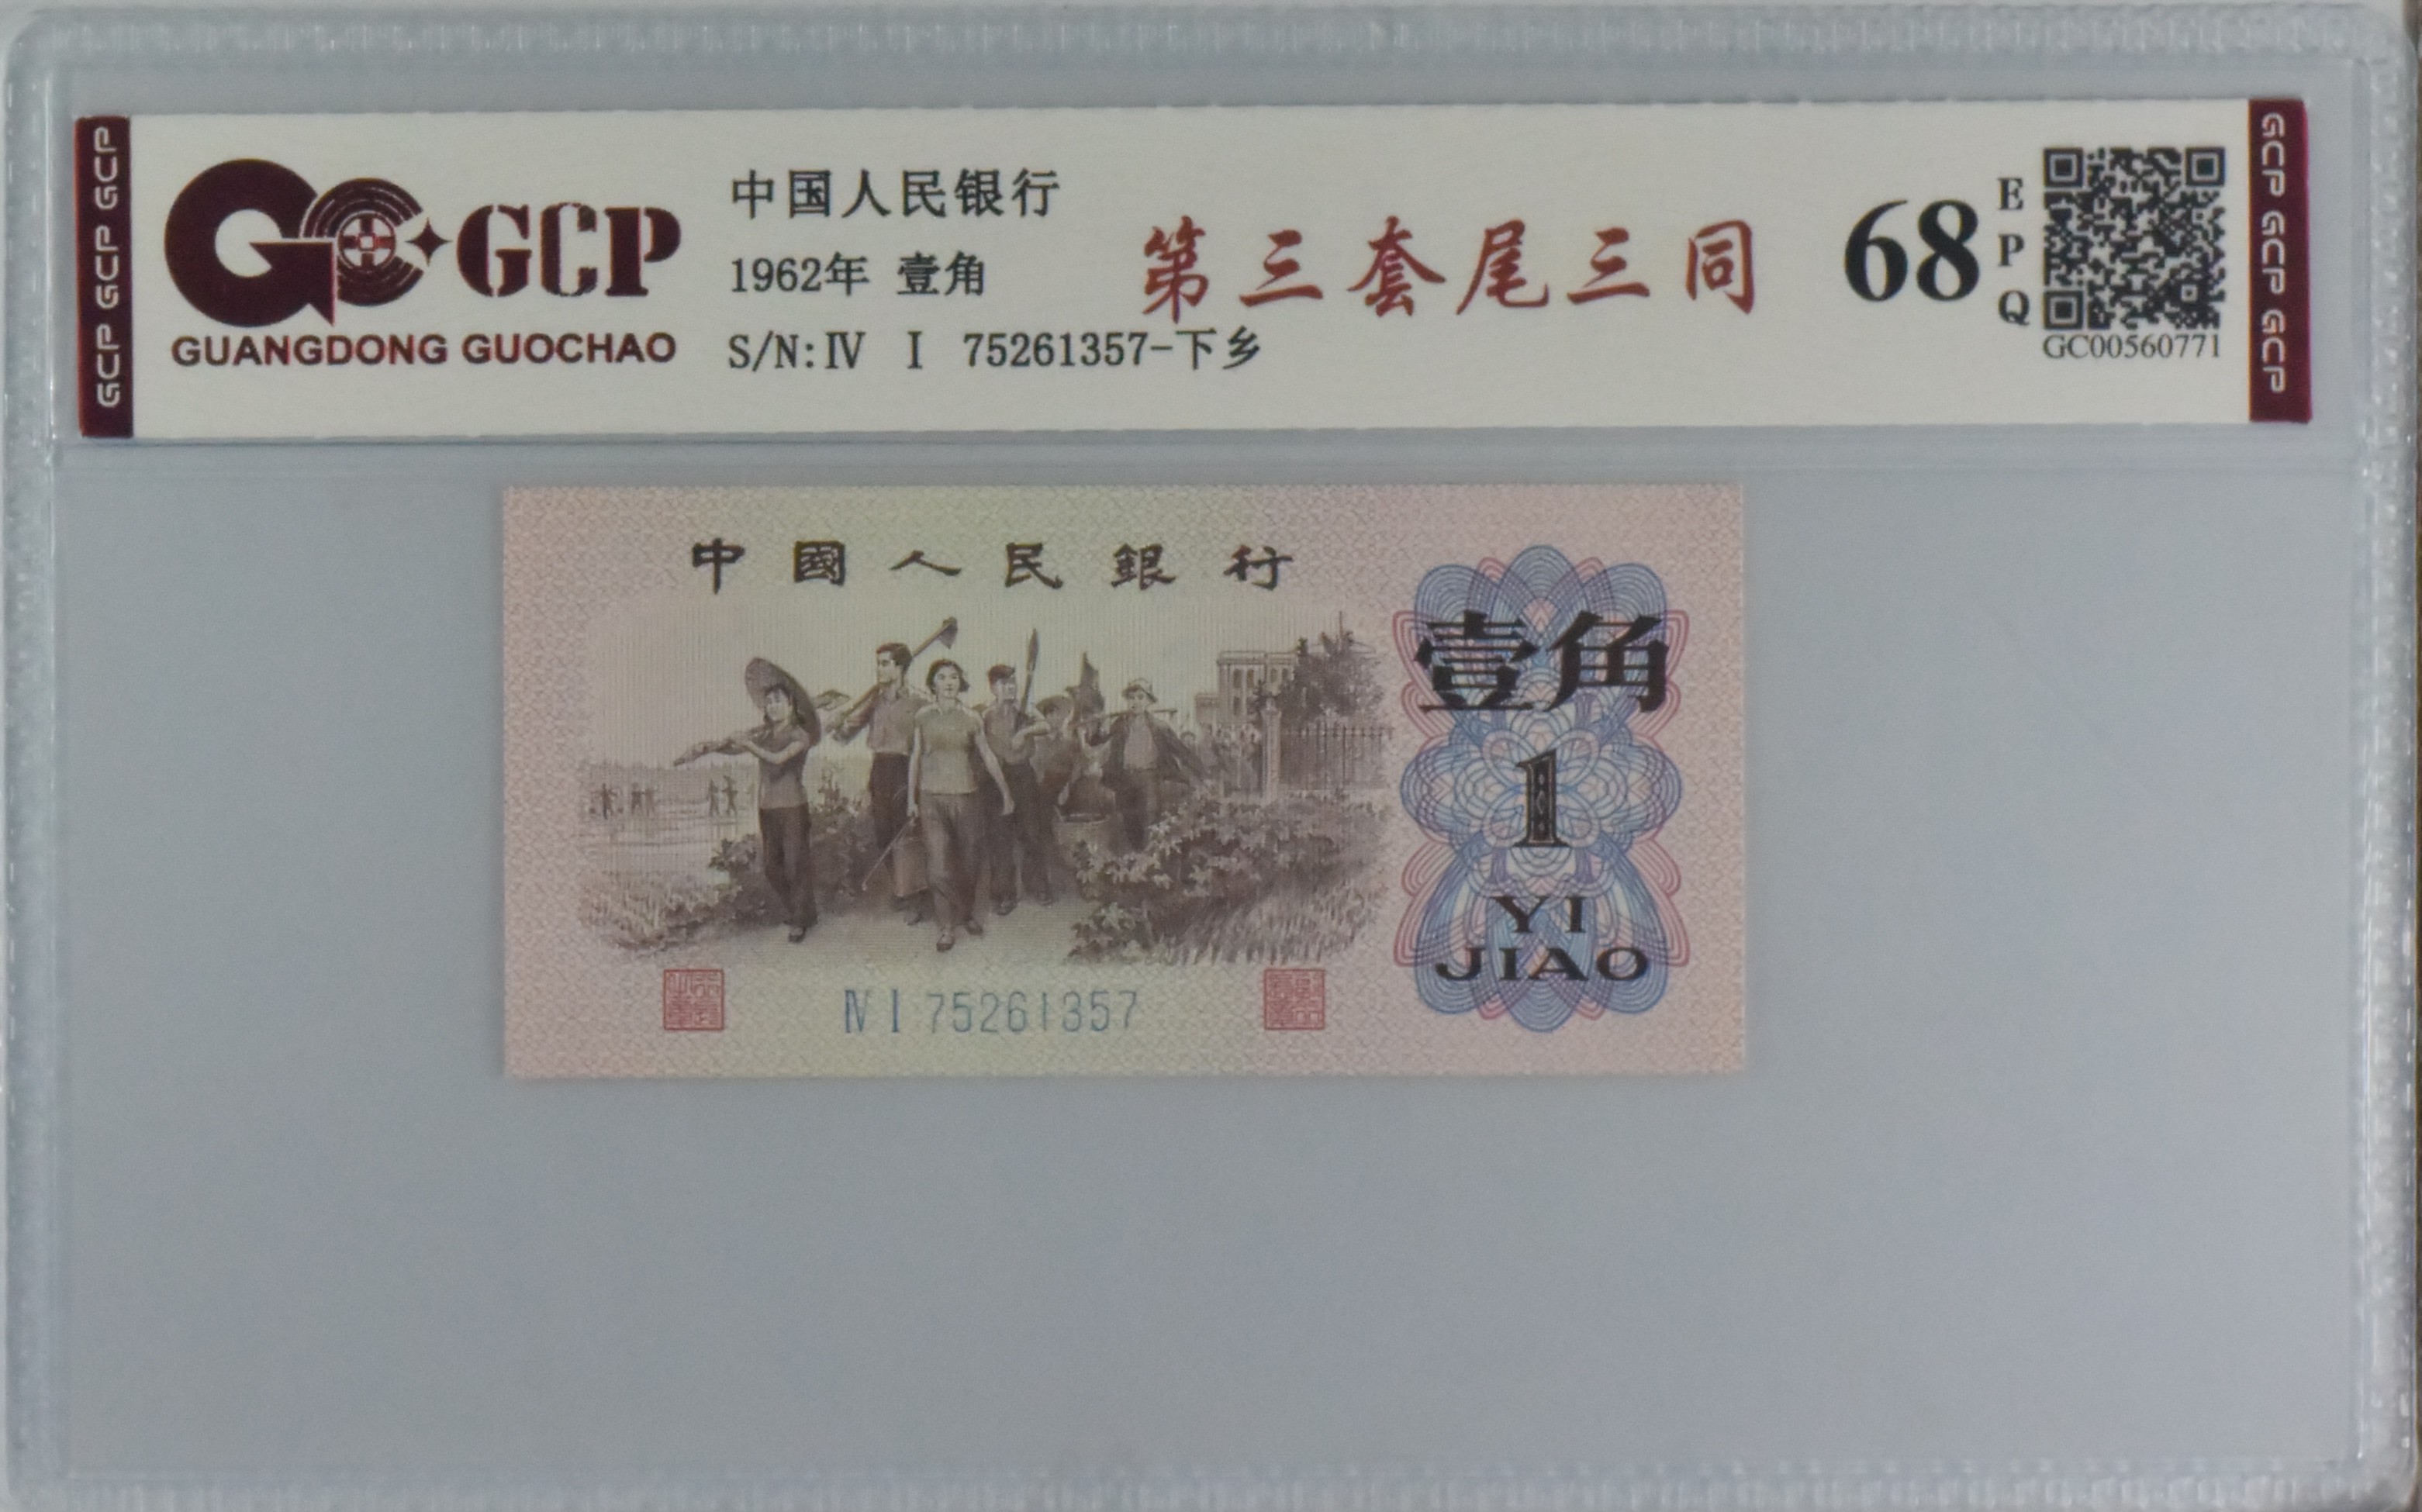 GCP GCP GCP
GCP
GUANGDONG GUOCHAO
中国人民银行
1962年 壹角
S/N:Ⅳ Ⅰ 75261357-下乡
第三套尾三同
68
EPQ
GC00560771
GCP GCP GCP
中國人民銀行
壹角
1
YI
JIAO
Ⅳ Ⅰ 75261357